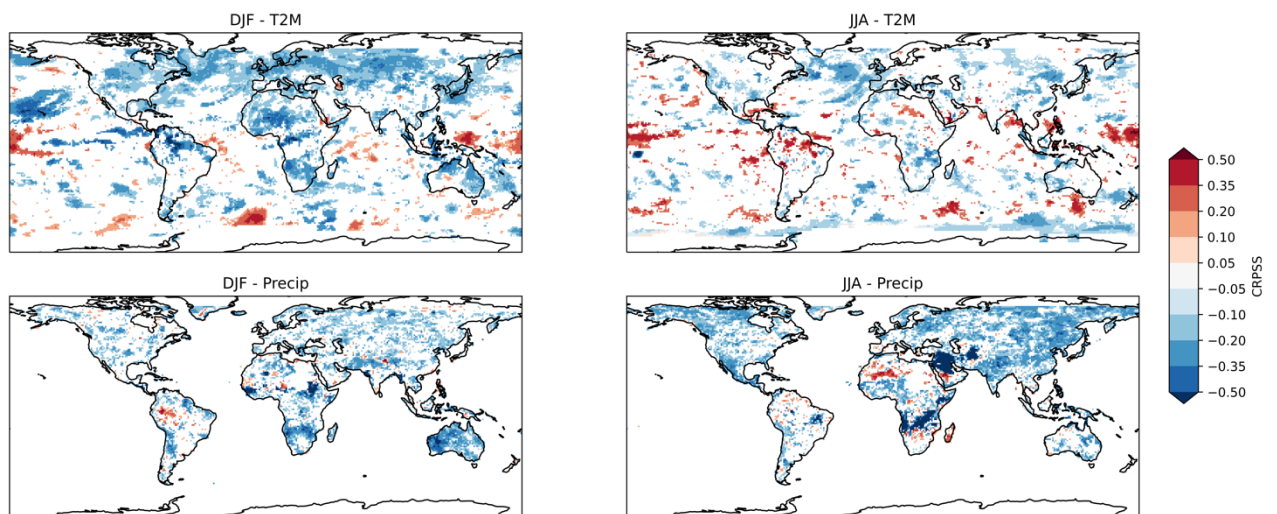 DJF - T2M
JJA - T2M
DJF - Precip
JJA - Precip
0.50
0.35
0.20
0.10
0.05
−0.05
−0.10
−0.20
−0.35
−0.50
CRPSS